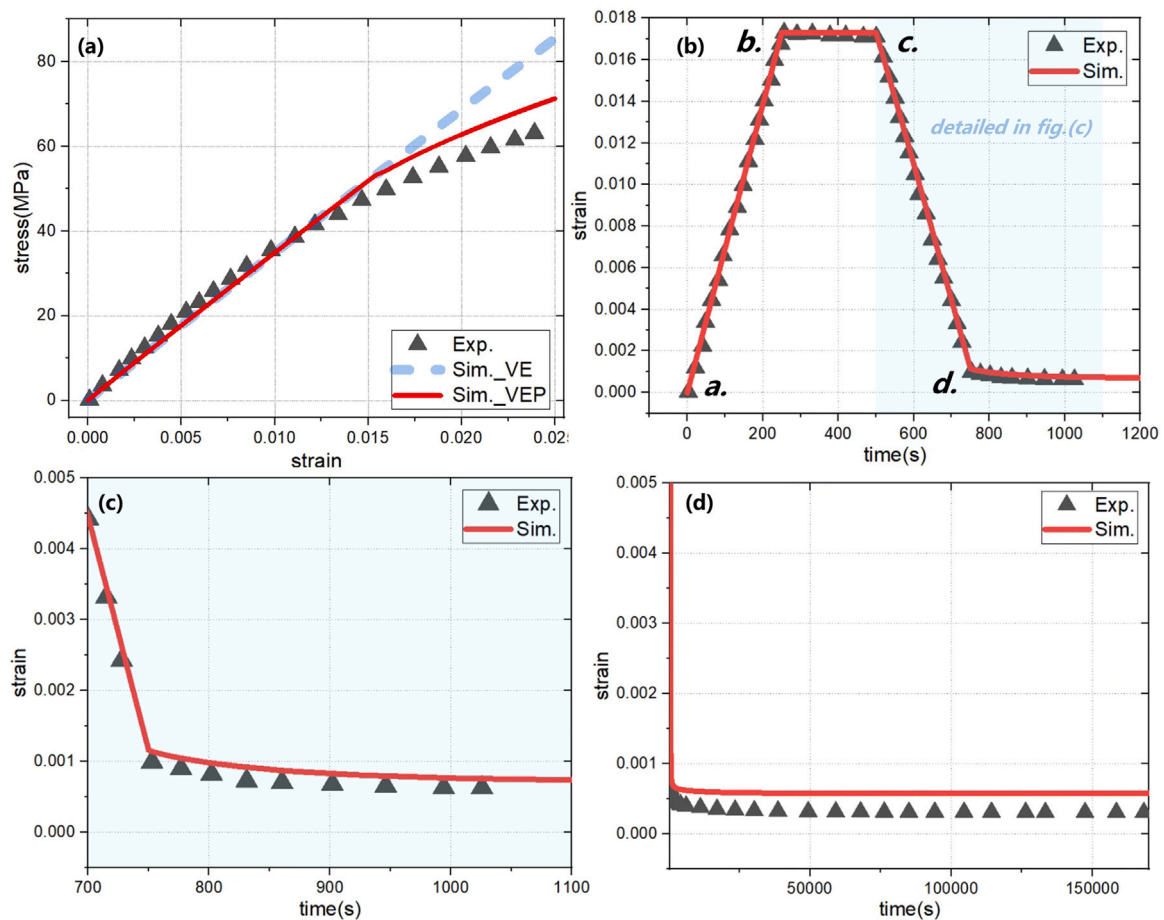 (a)
80
60
40
20
0
stress(MPa)
Exp.
Sim._VE
Sim._VEP
0.000
0.005
0.010
0.015
0.020
0.025
strain
(b)
0.018
0.016
0.014
0.012
0.010
0.008
0.006
0.004
0.002
0.000
strain
b.
c.
Exp.
Sim.
detailed in fig.(c)
a.
d.
0
200
400
600
800
1000
1200
time(s)
(c)
0.005
0.004
0.003
0.002
0.001
0.000
strain
Exp.
Sim.
700
800
900
1000
1100
time(s)
(d)
0.005
0.004
0.003
0.002
0.001
0.000
strain
Exp.
Sim.
50000
100000
150000
time(s)